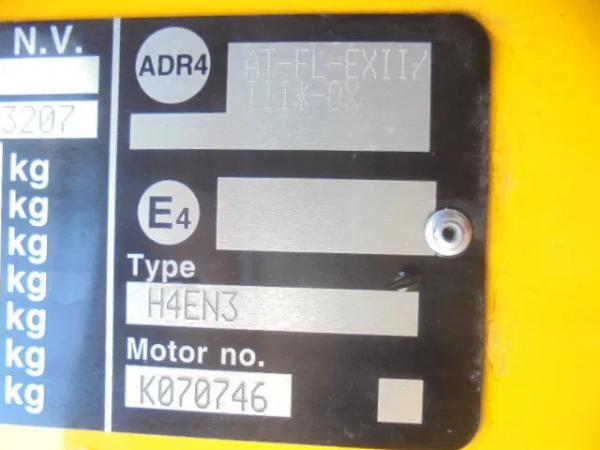 N.V.
3207
kg
kg
kg
kg
kg
kg
kg
ADR4
AT-FL-EXII/
III*-OX
E4
Type
H4EN3
Motor no.
K070746